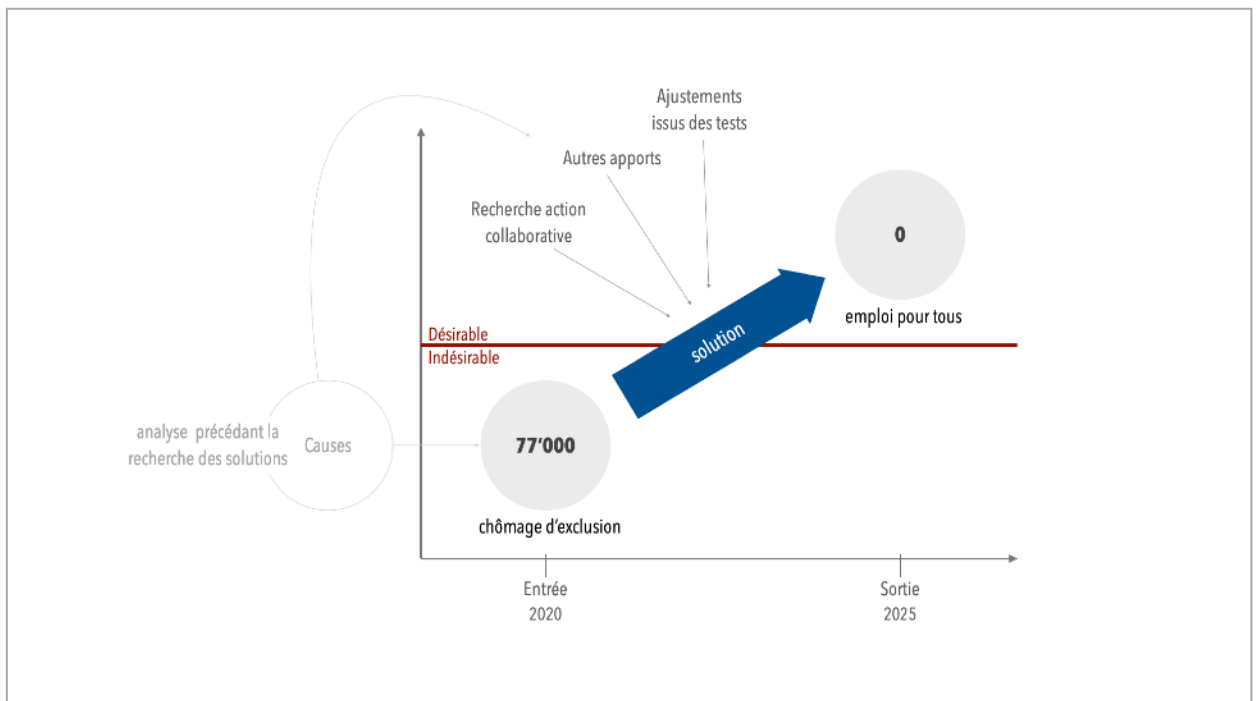 Ajustements
issus des tests
Autres apports
Recherche action
collaborative
0
emploi pour tous
solution
Désirable
Indésirable
analyse précédant la
recherche des solutions
Causes
77’000
chômage d’exclusion
Entrée
2020
Sortie
2025